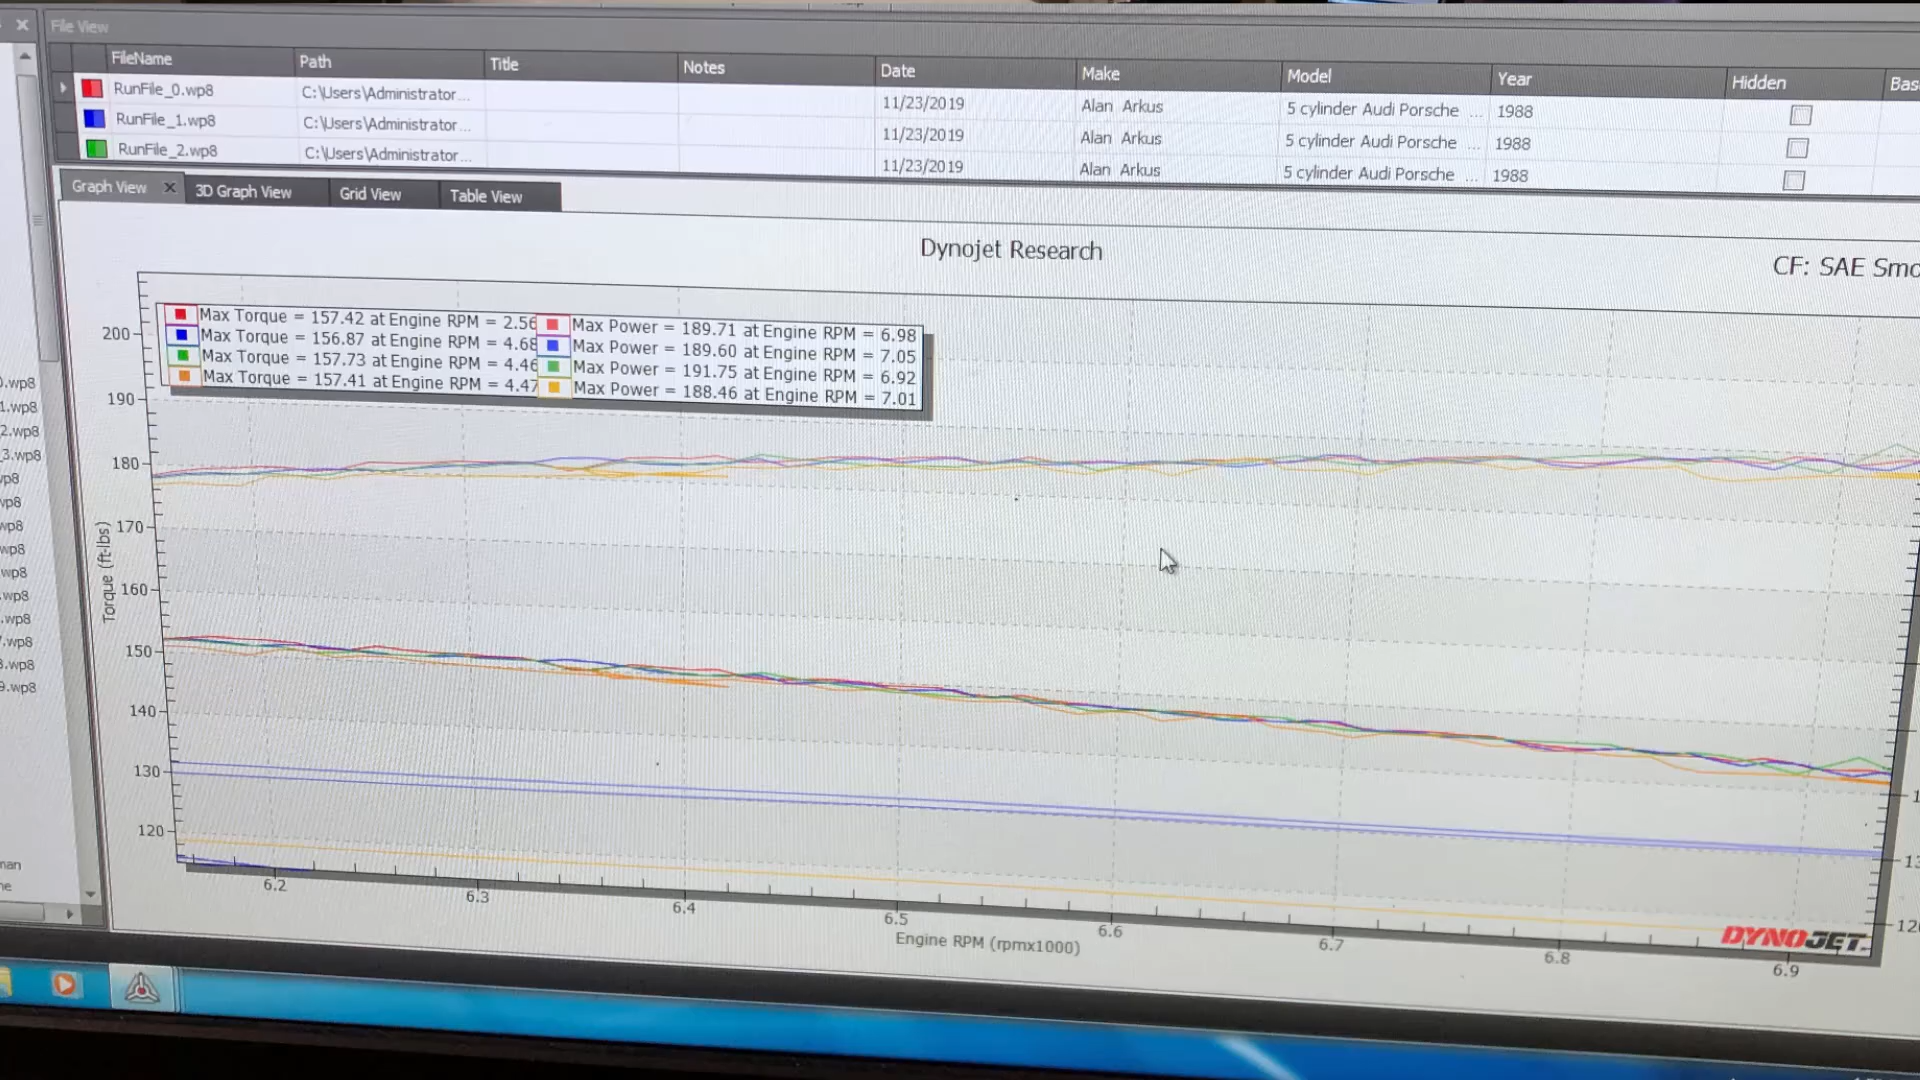 File View
FileName Path Title Notes Date Make Model Year Hidden
RunFile_0.wp8 C:\Users\Administrator... 11/23/2019 Alan Arkus 5 cylinder Audi Porsche ... 1988
RunFile_1.wp8 C:\Users\Administrator... 11/23/2019 Alan Arkus 5 cylinder Audi Porsche ... 1988
RunFile_2.wp8 C:\Users\Administrator... 11/23/2019 Alan Arkus 5 cylinder Audi Porsche ... 1988
Graph View 3D Graph View Grid View Table View
Dynojet Research
CF: SAE Smo
Max Torque = 157.42 at Engine RPM = 2.56 Max Power = 189.71 at Engine RPM = 6.98
Max Torque = 156.87 at Engine RPM = 4.68 Max Power = 189.60 at Engine RPM = 7.05
Max Torque = 157.73 at Engine RPM = 4.46 Max Power = 191.75 at Engine RPM = 6.92
Max Torque = 157.41 at Engine RPM = 4.47 Max Power = 188.46 at Engine RPM = 7.01
200
190
180
170
160
150
140
130
120
Torque (ft-lbs)
6.2 6.3 6.4 6.5 6.6 6.7 6.8 6.9
Engine RPM (rpmx1000)
DYNOJET